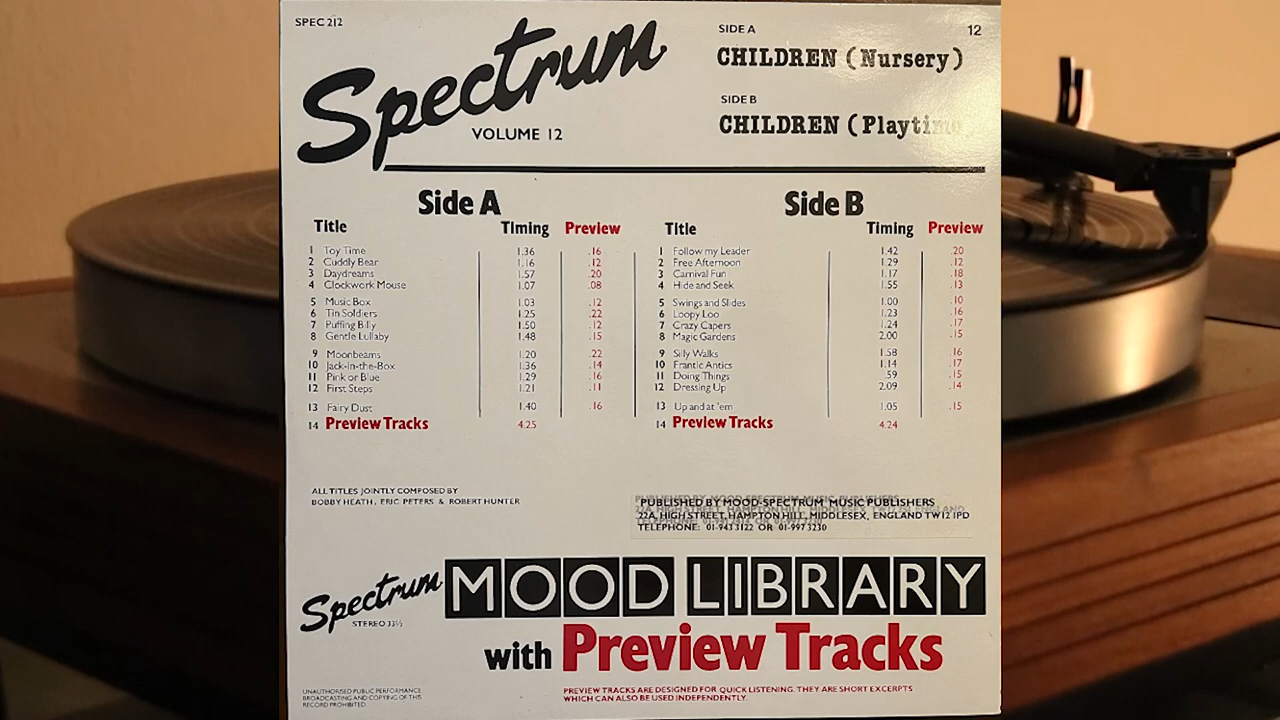 SPEC 212
Spectrum
VOLUME 12
SIDE A
CHILDREN (Nursery)
SIDE B
CHILDREN (Playtime
12
Side A
Title Timing Preview
1 Toy Time 1.36 .16
2 Cuddly Bear 1.16 .12
3 Daydreams 1.57 .20
4 Clockwork Mouse 1.07 .08
5 Music Box 1.03 .12
6 Tin Soldiers 1.25 .22
7 Puffing Billy 1.50 .12
8 Gentle Lullaby 1.48 .15
9 Moonbeams 1.20 .22
10 Jack-in-the-Box 1.36 .14
11 Pink or Blue 1.29 .16
12 First Steps 1.21 .11
13 Fairy Dust 1.40 .16
14 Preview Tracks 4.25
Side B
Title Timing Preview
1 Follow my Leader 1.42 .20
2 Free Afternoon 1.29 .12
3 Carnival Fun 1.17 .18
4 Hide and Seek 1.55 .13
5 Swings and Slides 1.00 .10
6 Loopy Loo 1.23 .16
7 Crazy Capers 1.24 .17
8 Magic Gardens 2.00 .15
9 Silly Walks 1.58 .16
10 Frantic Antics 1.14 .17
11 Doing Things .59 .15
12 Dressing Up 2.09 .14
13 Up and at 'em 1.05 .15
14 Preview Tracks 4.24
ALL TITLES JOINTLY COMPOSED BY
BOBBY HEATH, ERIC PETERS & ROBERT HUNTER
PUBLISHED BY MOOD-SPECTRUM MUSIC PUBLISHERS
22A, HIGH STREET, HAMPTON HILL, MIDDLESEX, ENGLAND TW12 1PD
TELEPHONE: 01-943 3122 OR 01-997 3230
Spectrum MOOD LIBRARY
STEREO 33⅓
with Preview Tracks
UNAUTHORISED PUBLIC PERFORMANCE
BROADCASTING AND COPYING OF THIS
RECORD PROHIBITED
PREVIEW TRACKS ARE DESIGNED FOR QUICK LISTENING. THEY ARE SHORT EXCERPTS
WHICH CAN ALSO BE USED INDEPENDENTLY.